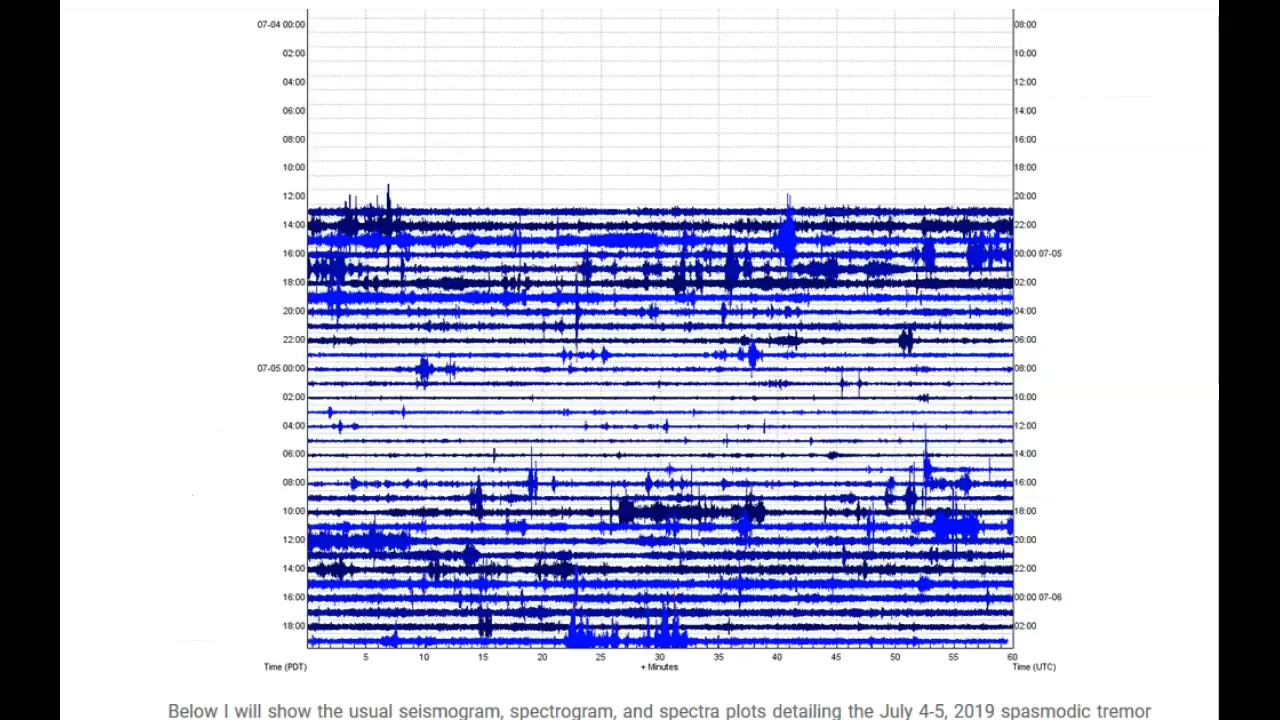 07-04 00:00 08:00
02:00 10:00
04:00 12:00
06:00 14:00
08:00 16:00
10:00 18:00
12:00 20:00
14:00 22:00
16:00 00:00 07-05
18:00 02:00
20:00 04:00
22:00 06:00
07-05 00:00 08:00
02:00 10:00
04:00 12:00
06:00 14:00
08:00 16:00
10:00 18:00
12:00 20:00
14:00 22:00
16:00 00:00 07-06
18:00 02:00
5 10 15 20 25 30 35 40 45 50 55 60
Time (PDT) + Minutes Time (UTC)
Below I will show the usual seismogram, spectrogram, and spectra plots detailing the July 4-5, 2019 spasmodic tremor